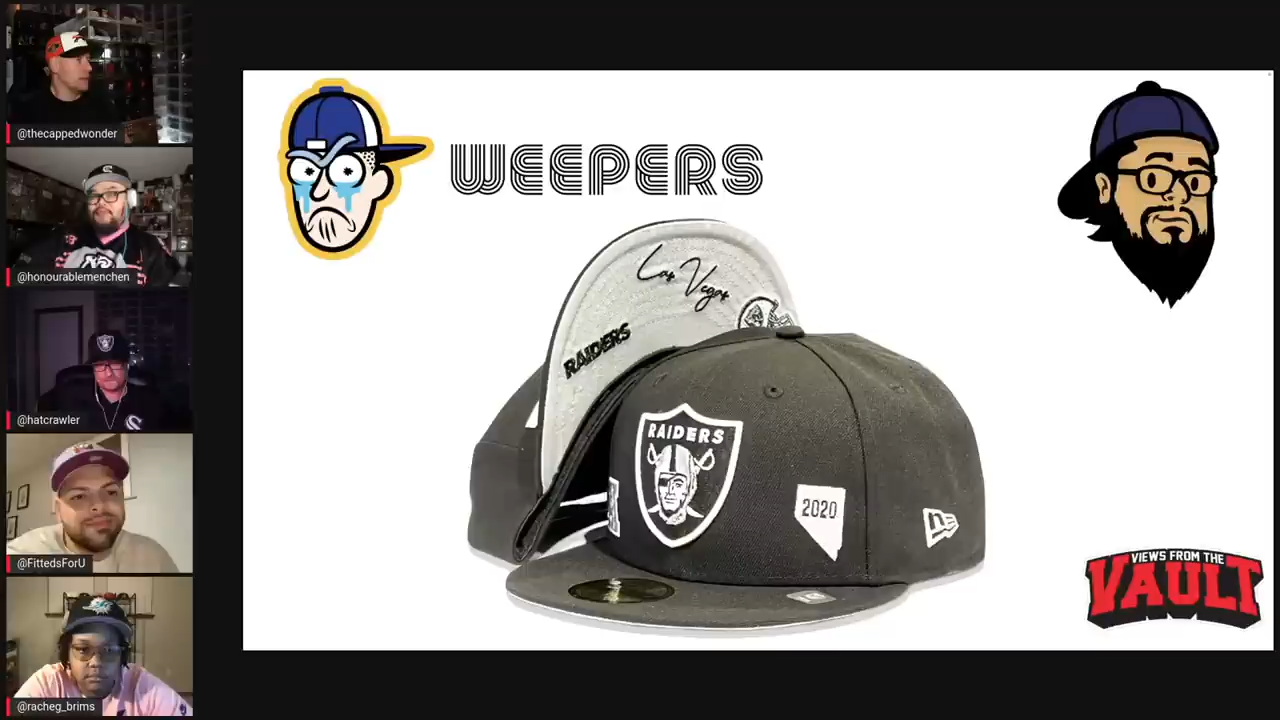 @thecappedwonder
@honourablemenchen
@hatcrawler
@FittedsForU
@racheg_brims
WEEPERS
Las Vegas
RAIDERS
RAIDERS
2020
VIEWS FROM THE
VAULT